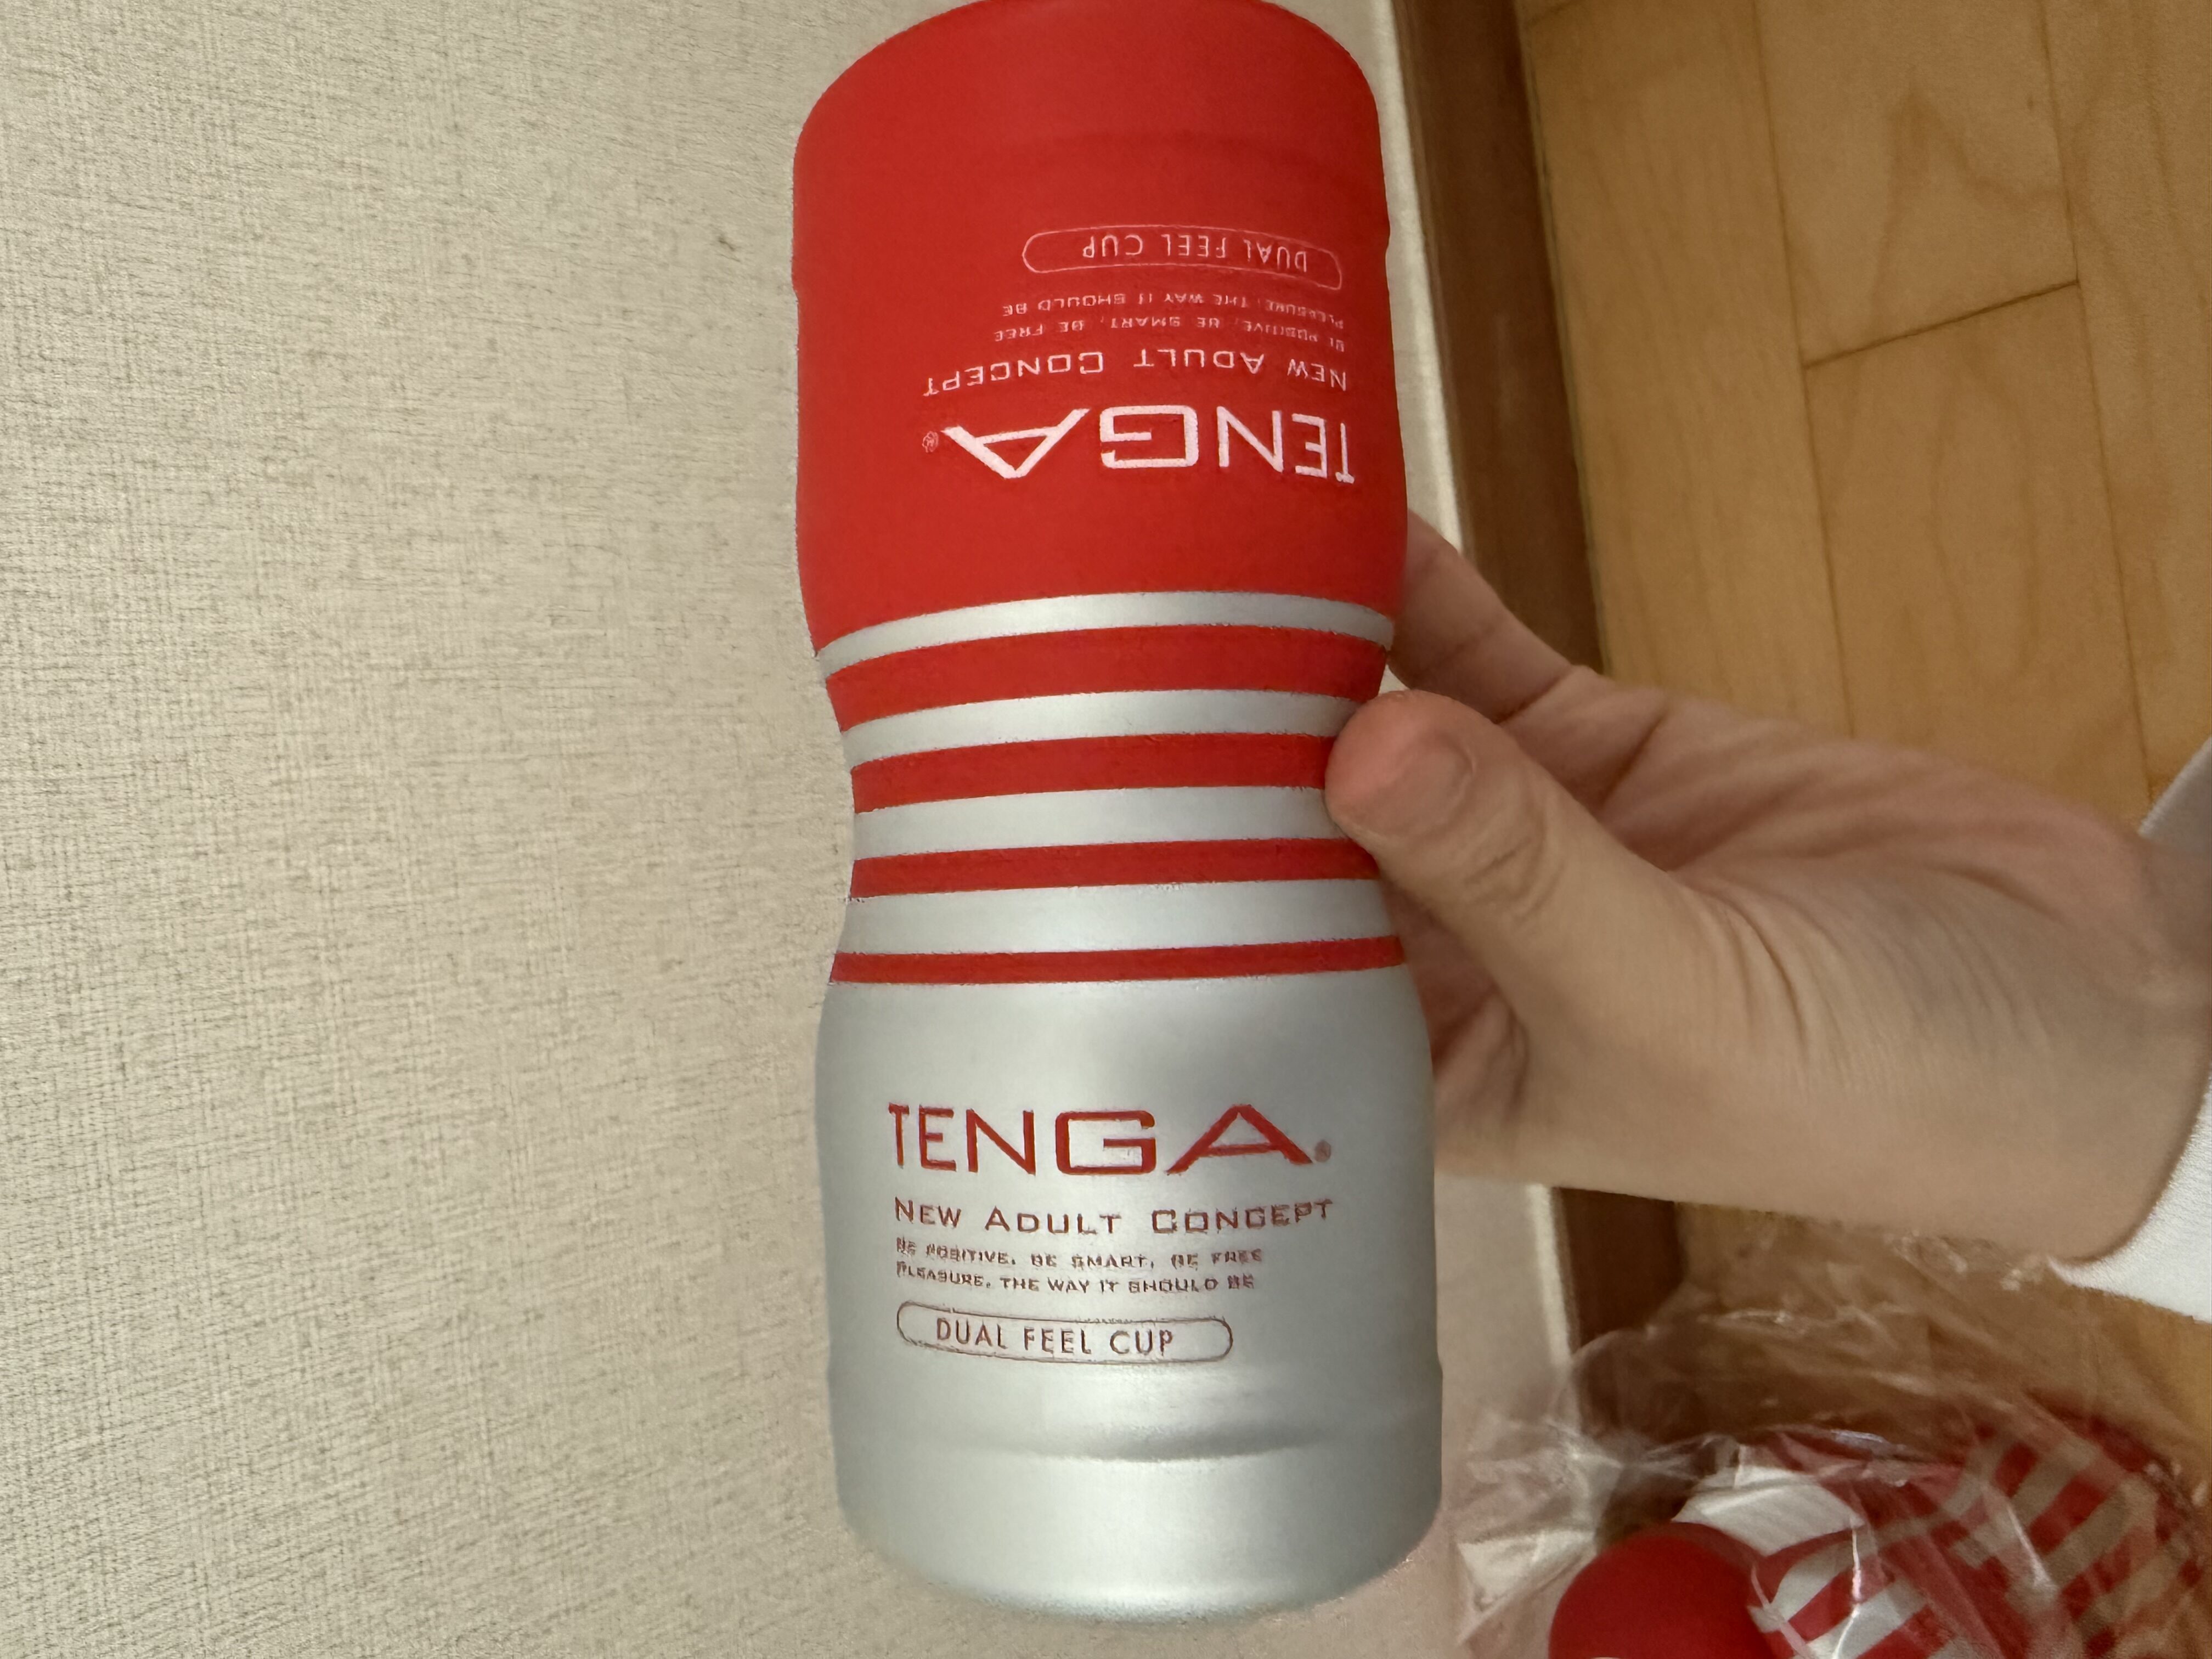 DUAL FEEL CUP
PLEASURE, THE WAY IT SHOULD BE
BE POSITIVE, BE SMART, BE FREE
NEW ADULT CONCEPT
TENGA®
TENGA®
NEW ADULT CONCEPT
BE POSITIVE, BE SMART, BE FREE
PLEASURE, THE WAY IT SHOULD BE
DUAL FEEL CUP